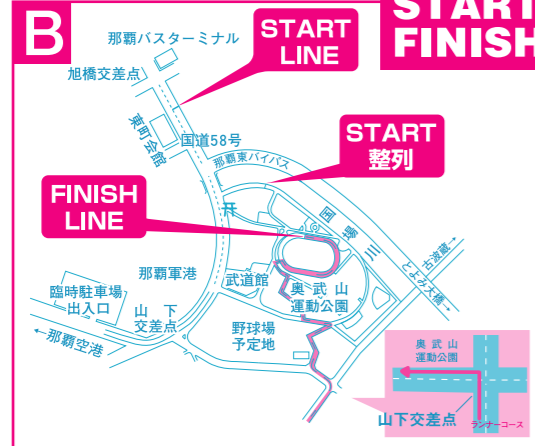 B
START
FINISH
那覇バスターミナル
START
LINE
旭橋交差点
東町会館
国道58号
START
整列
那覇東バイパス
FINISH
LINE
国場川
古波蔵→
とよみ大橋
那覇軍港
武道館
奥武山
運動公園
臨時駐車場
出入口
山下
交差点
野球場
予定地
←那覇空港
奥武山
運動公園
山下交差点
ランナーコース